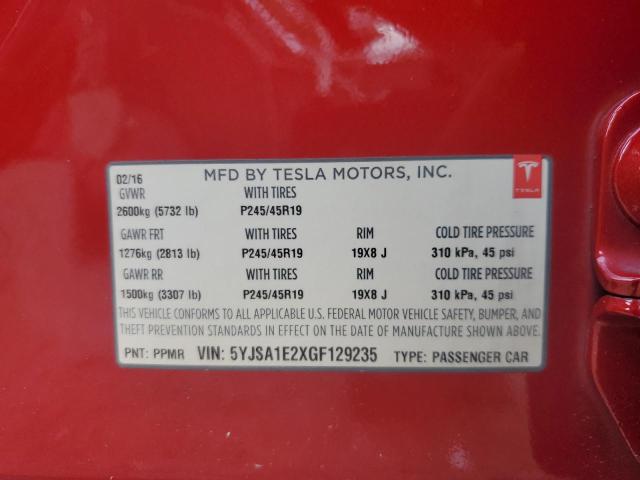 02/16 MFD BY TESLA MOTORS, INC.
GVWR WITH TIRES
TESLA
2600kg (5732 lb) P245/45R19
GAWR FRT WITH TIRES RIM COLD TIRE PRESSURE
1276kg (2813 lb) P245/45R19 19X8 J 310 kPa, 45 psi
GAWR RR WITH TIRES COLD TIRE PRESSURE
1500kg (3307 lb) P245/45R19 19X8 J 310 kPa, 45 psi
THIS VEHICLE CONFORMS TO ALL APPLICABLE U.S. FEDERAL MOTOR VEHICLE SAFETY, BUMPER, AND
THEFT PREVENTION STANDARDS IN EFFECT ON THE DATE OF MANUFACTURE SHOWN ABOVE.
PNT: PPMR VIN: 5YJSA1E2XGF129235 TYPE: PASSENGER CAR